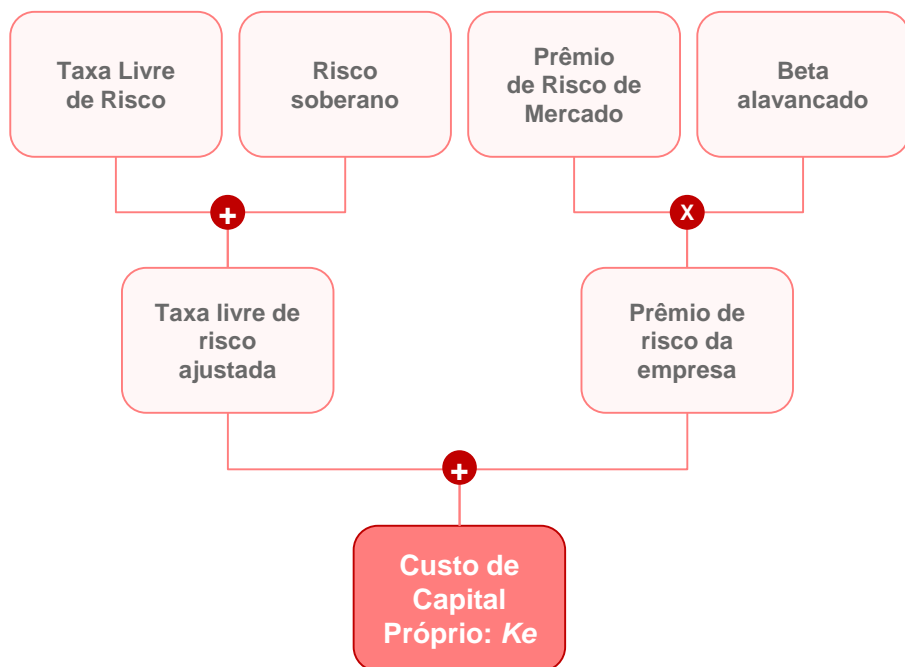 Taxa Livre
de Risco
Risco
soberano
Prêmio
de Risco de
Mercado
Beta
alavancado
+
X
Taxa livre de
risco
ajustada
Prêmio de
risco da
empresa
+
Custo de
Capital
Próprio: Ke